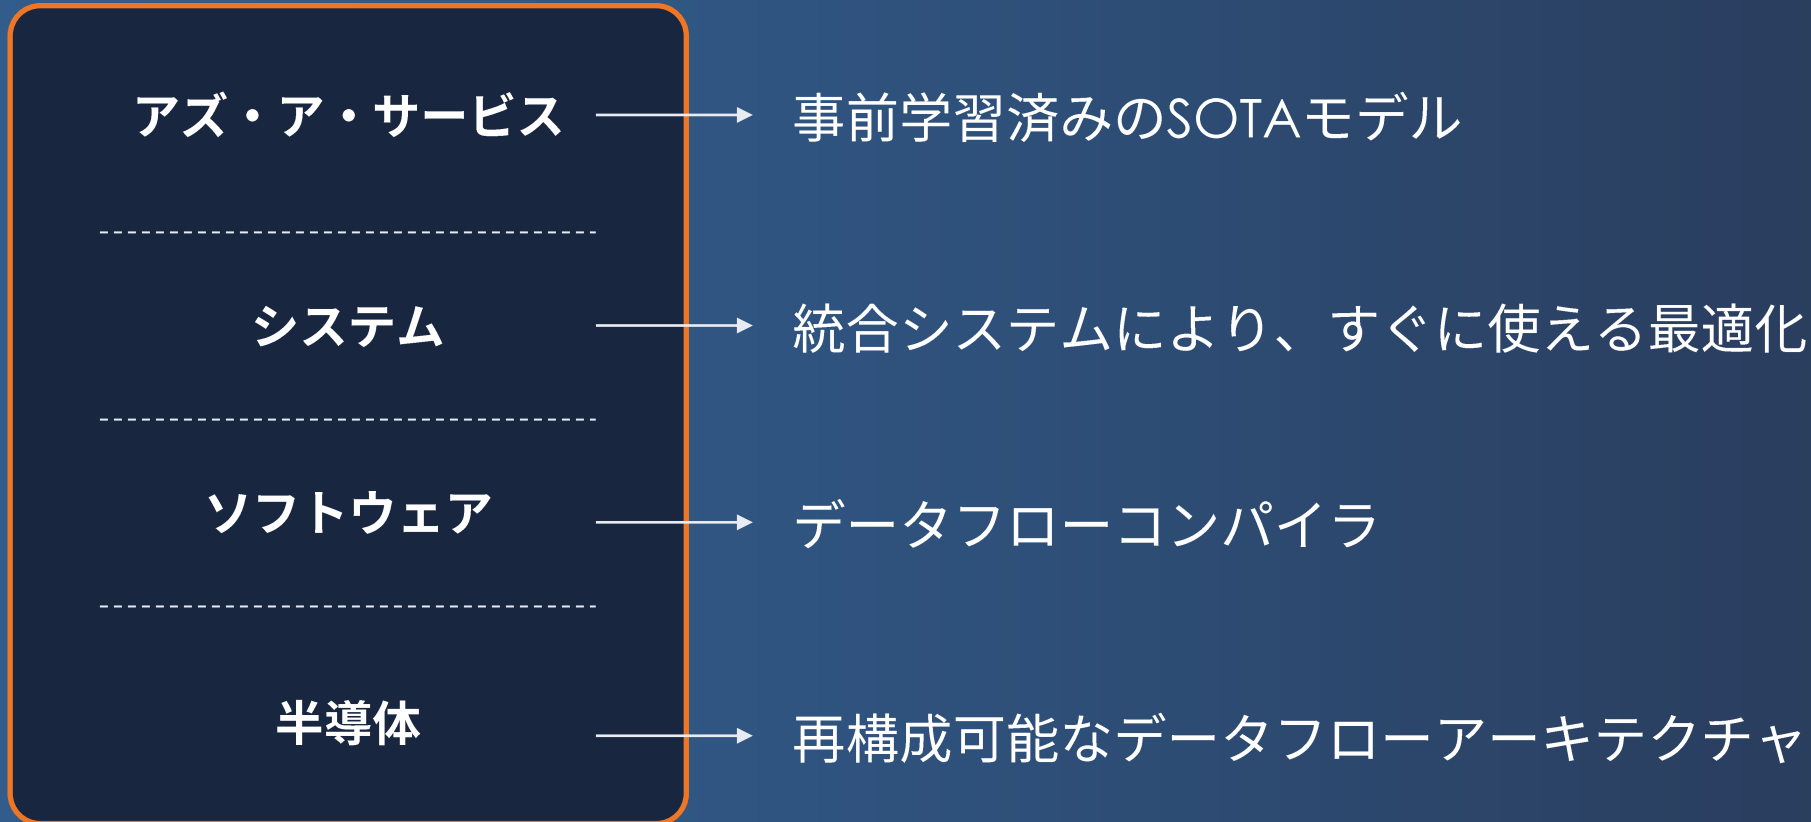 アズ・ア・サービス
事前学習済みのSOTAモデル
システム
統合システムにより、すぐに使える最適化
ソフトウェア
データフローコンパイラ
半導体
再構成可能なデータフローアーキテクチャ